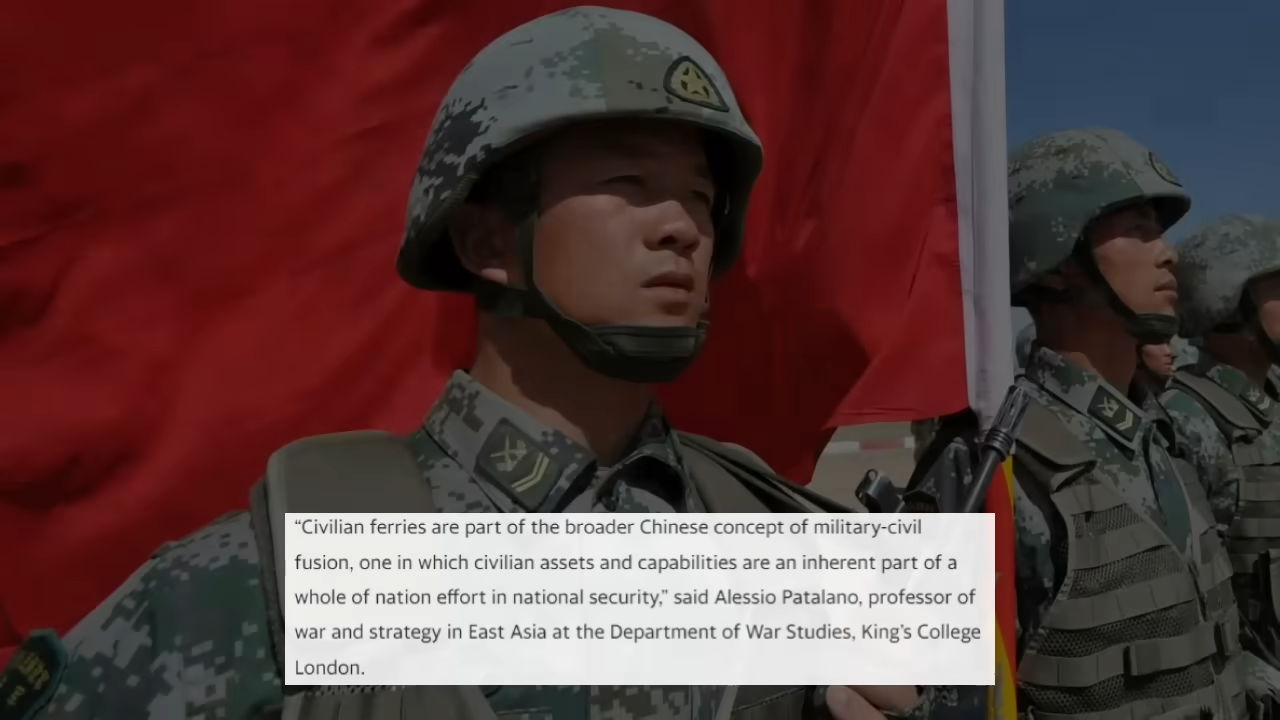 “Civilian ferries are part of the broader Chinese concept of military-civil
fusion, one in which civilian assets and capabilities are an inherent part of a
whole of nation effort in national security,” said Alessio Patalano, professor of
war and strategy in East Asia at the Department of War Studies, King’s College
London.